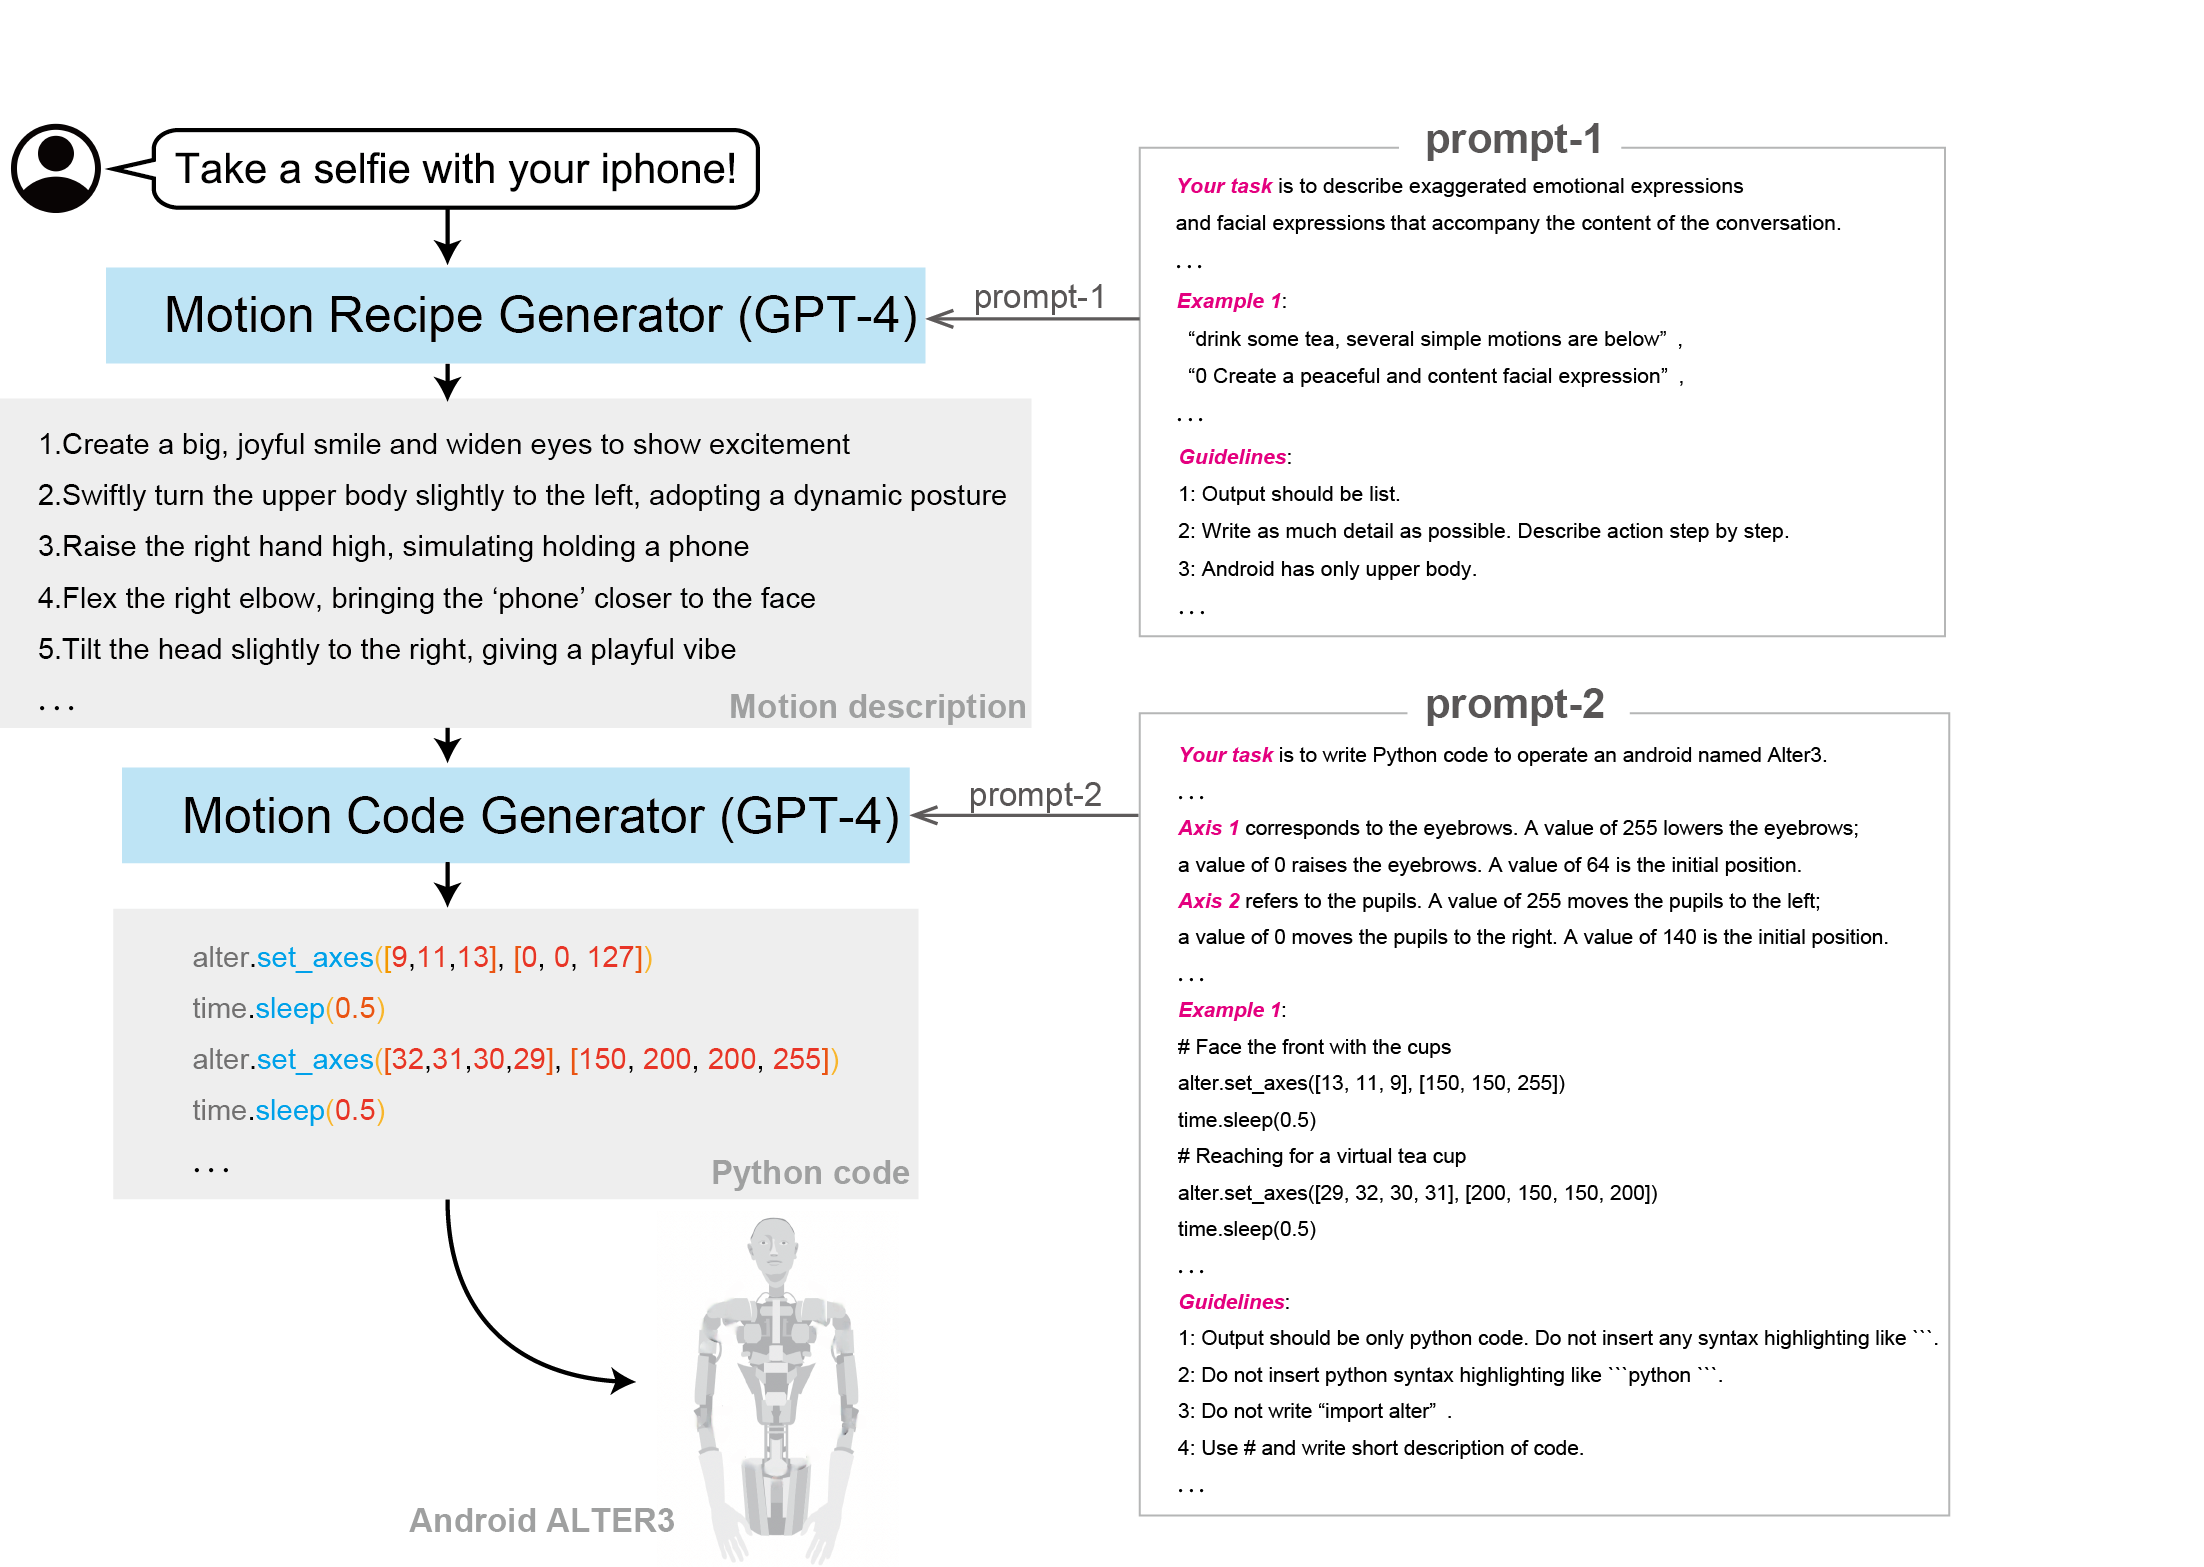 Take a selfie with your iphone!
Motion Recipe Generator (GPT-4)
prompt-1
1.Create a big, joyful smile and widen eyes to show excitement
2.Swiftly turn the upper body slightly to the left, adopting a dynamic posture
3.Raise the right hand high, simulating holding a phone
4.Flex the right elbow, bringing the ‘phone’ closer to the face
5.Tilt the head slightly to the right, giving a playful vibe
...
Motion description
Motion Code Generator (GPT-4)
prompt-2
alter.set_axes([9,11,13], [0, 0, 127])
time.sleep(0.5)
alter.set_axes([32,31,30,29], [150, 200, 200, 255])
time.sleep(0.5)
...
Python code
Android ALTER3
prompt-1
Your task is to describe exaggerated emotional expressions
and facial expressions that accompany the content of the conversation.
...
Example 1:
“drink some tea, several simple motions are below” ,
“0 Create a peaceful and content facial expression” ,
...
Guidelines:
1: Output should be list.
2: Write as much detail as possible. Describe action step by step.
3: Android has only upper body.
...
prompt-2
Your task is to write Python code to operate an android named Alter3.
...
Axis 1 corresponds to the eyebrows. A value of 255 lowers the eyebrows;
a value of 0 raises the eyebrows. A value of 64 is the initial position.
Axis 2 refers to the pupils. A value of 255 moves the pupils to the left;
a value of 0 moves the pupils to the right. A value of 140 is the initial position.
...
Example 1:
# Face the front with the cups
alter.set_axes([13, 11, 9], [150, 150, 255])
time.sleep(0.5)
# Reaching for a virtual tea cup
alter.set_axes([29, 32, 30, 31], [200, 150, 150, 200])
time.sleep(0.5)
...
Guidelines:
1: Output should be only python code. Do not insert any syntax highlighting like ```.
2: Do not insert python syntax highlighting like ```python ```.
3: Do not write “import alter” .
4: Use # and write short description of code.
...